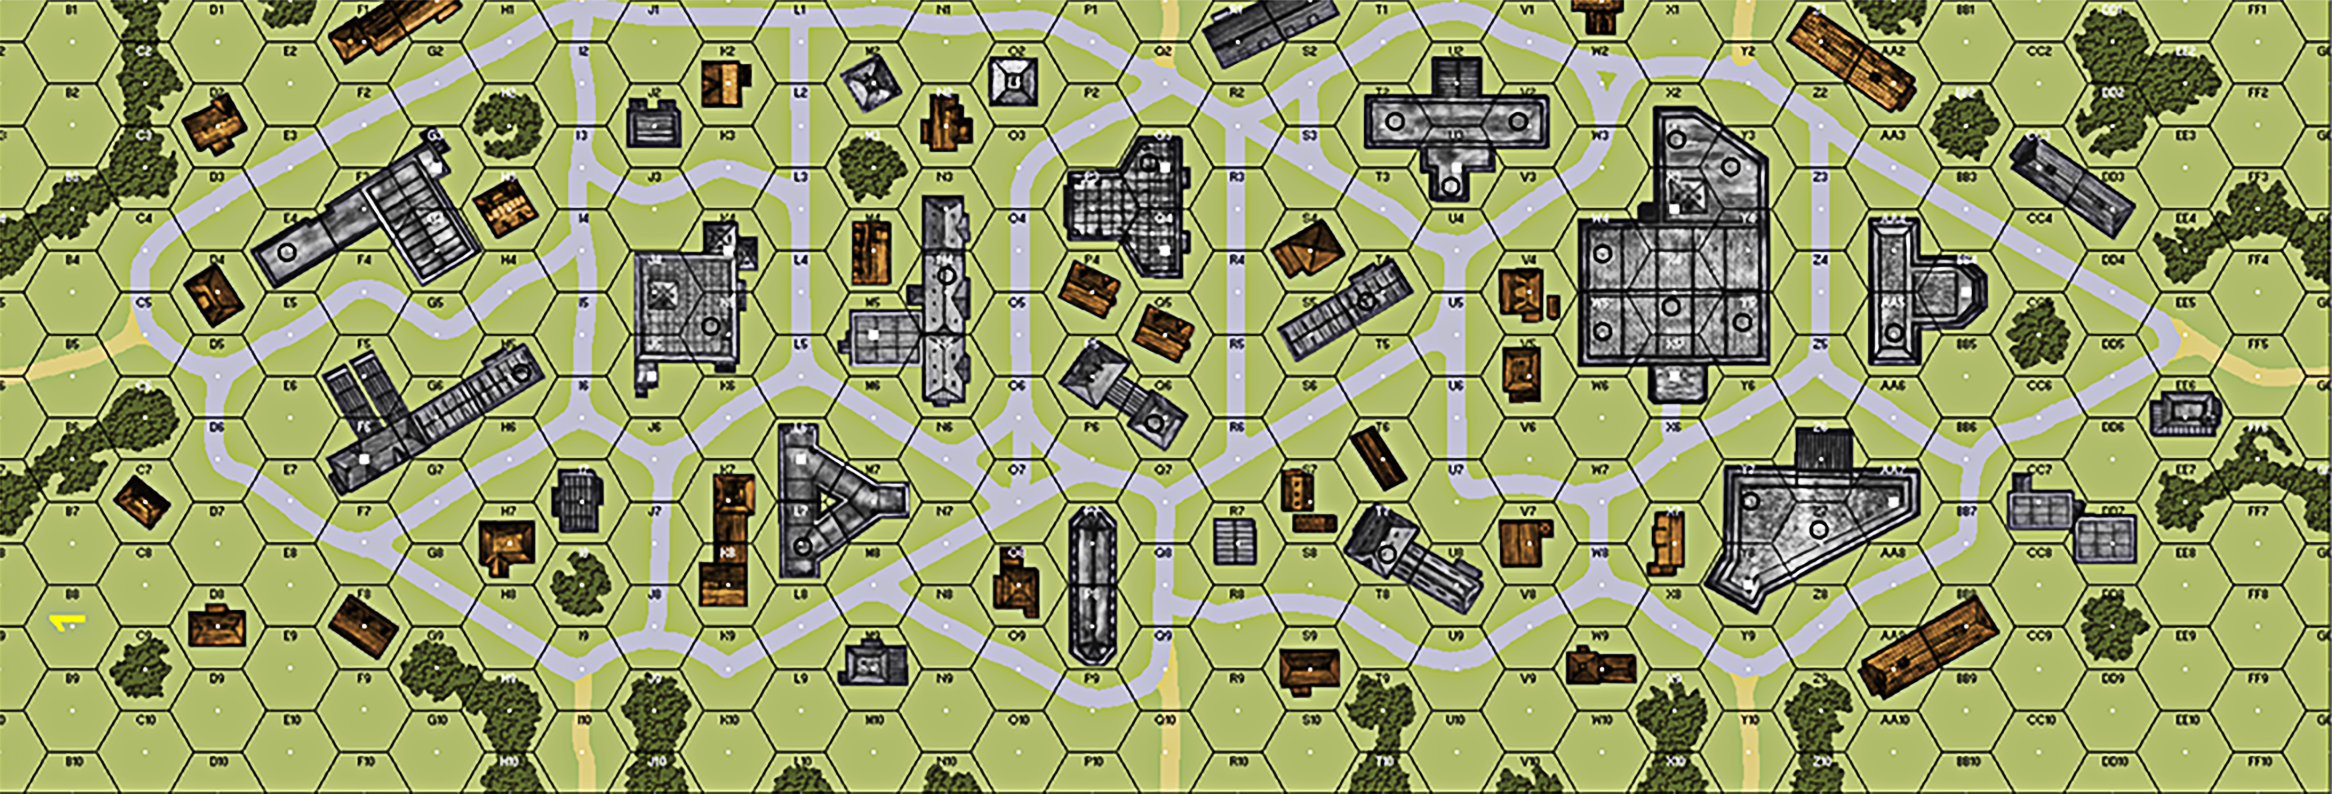 B1 F1 H1 J1 L1 N1 P1 T1 V1 X1 BB1 DD1 FF1
D1
C2 E2 G2 I2 K2 M2 O2 Q2 S2 U2 W2 Y2 AA2 CC2 EE2
B2 D2 F2 H2 J2 L2 N2 P2 R2 T2 V2 X2 Z2 BB2 DD2 FF2
C3 E3 G3 I3 K3 M3 O3 Q3 S3 U3 W3 Y3 AA3 CC3 EE3
B3 D3 F3 H3 J3 L3 N3 P3 R3 T3 V3 X3 Z3 BB3 DD3 FF3
C4 E4 G4 I4 K4 M4 O4 Q4 S4 U4 W4 Y4 AA4 CC4 EE4
B4 D4 F4 H4 J4 L4 N4 P4 R4 T4 V4 X4 Z4 BB4 DD4 FF4
C5 E5 G5 I5 K5 M5 O5 Q5 S5 U5 W5 Y5 AA5 CC5 EE5
B5 D5 F5 H5 J5 L5 N5 P5 R5 T5 V5 X5 Z5 BB5 DD5 FF5
C6 E6 G6 I6 K6 M6 O6 Q6 S6 U6 W6 Y6 AA6 CC6 EE6
B6 D6 F6 H6 J6 L6 N6 P6 R6 T6 V6 X6 Z6 BB6 DD6 FF6
C7 E7 G7 I7 K7 M7 O7 Q7 S7 U7 W7 Y7 AA7 CC7 EE7
B7 F7 H7 J7 L7 N7 P7 R7 T7 V7 X7 Z7 BB7 DD7 FF7
C8 E8 G8 I8 K8 M8 O8 Q8 S8 U8 W8 Y8 AA8 CC8 EE8
B8 D8 F8 H8 J8 L8 N8 P8 R8 T8 V8 X8 Z8 BB8 DD8 FF8
1
C9 E9 G9 I9 K9 M9 O9 Q9 S9 U9 W9 Y9 AA9 CC9 EE9
B9 D9 F9 H9 J9 L9 N9 P9 R9 T9 V9 X9 Z9 BB9 DD9 FF9
C10 E10 G10 I10 K10 M10 O10 Q10 S10 U10 W10 Y10 AA10 CC10 EE10
B10 D10 F10 H10 J10 L10 N10 P10 R10 T10 V10 X10 Z10 BB10 DD10 FF10